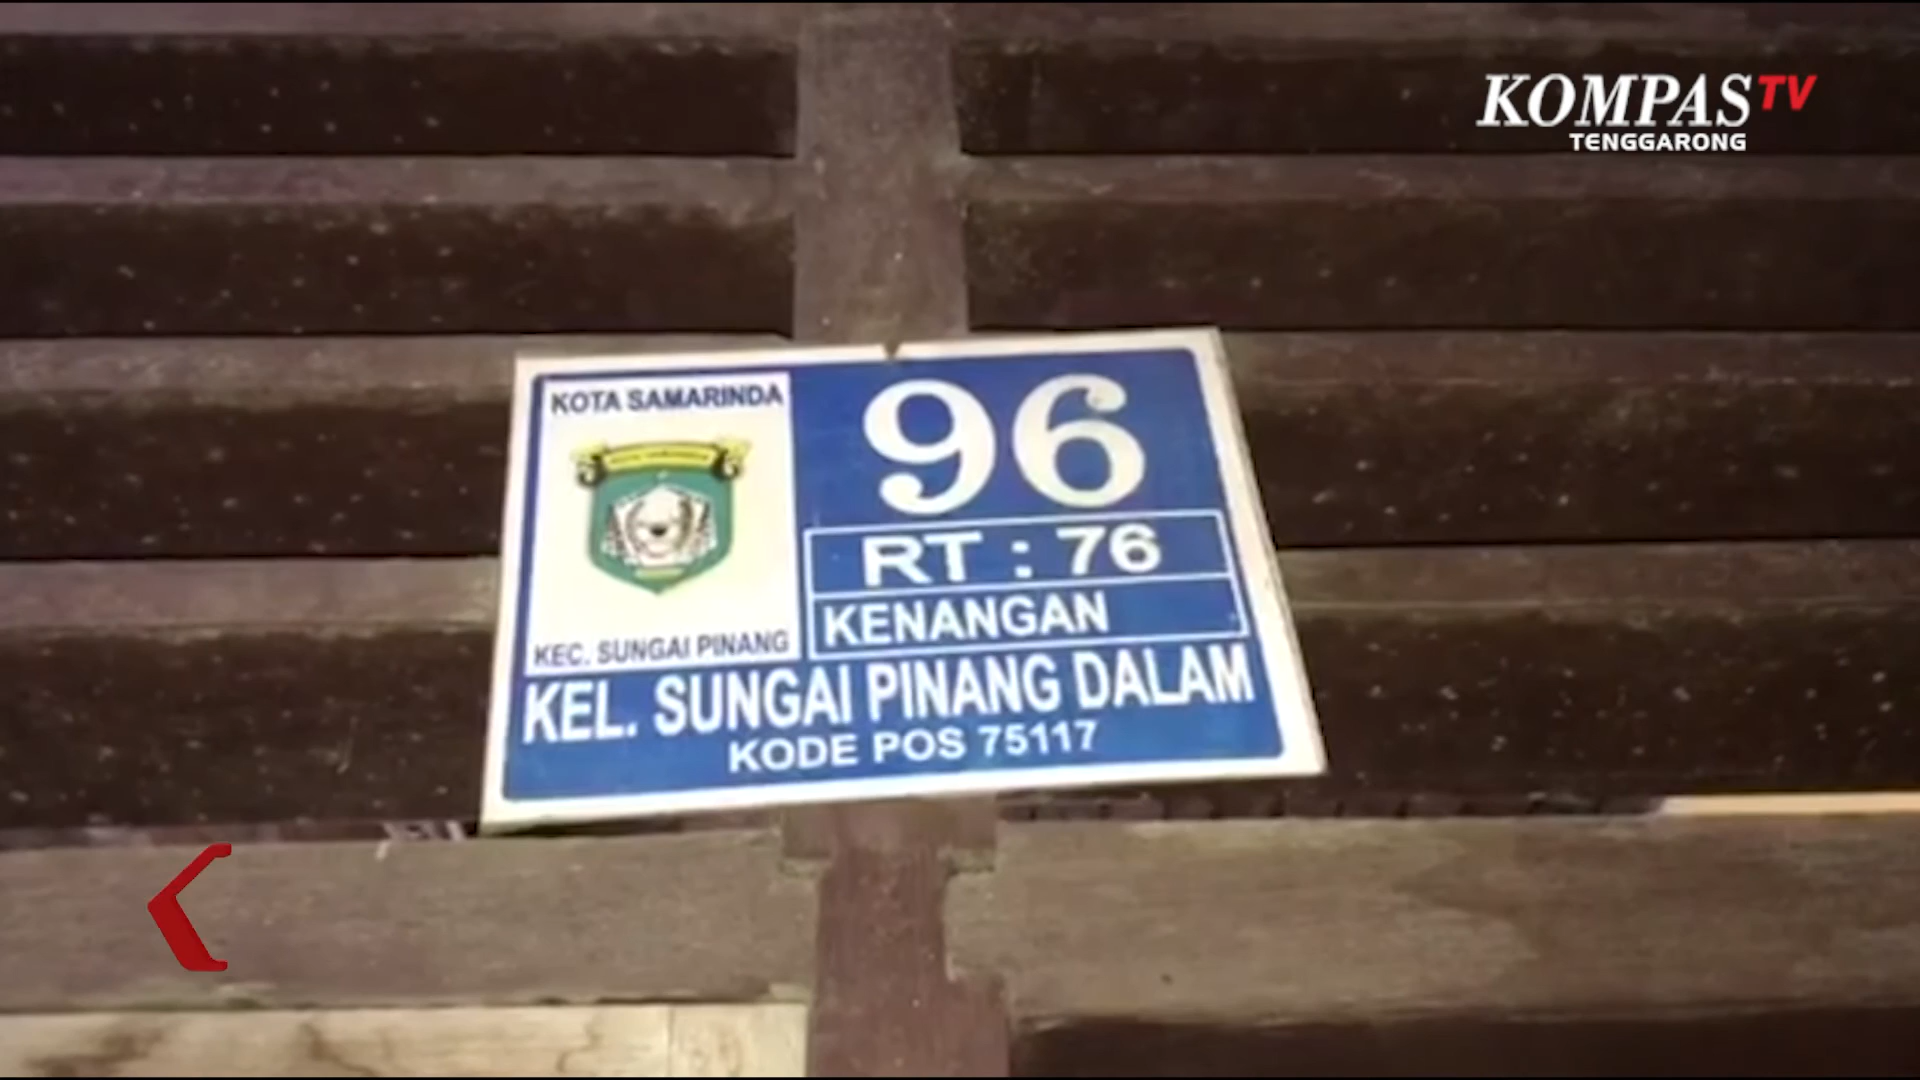 KOMPAS TV
TENGGARONG
KOTA SAMARINDA
KEC. SUNGAI PINANG
96
RT : 76
KENANGAN
KEL. SUNGAI PINANG DALAM
KODE POS 75117